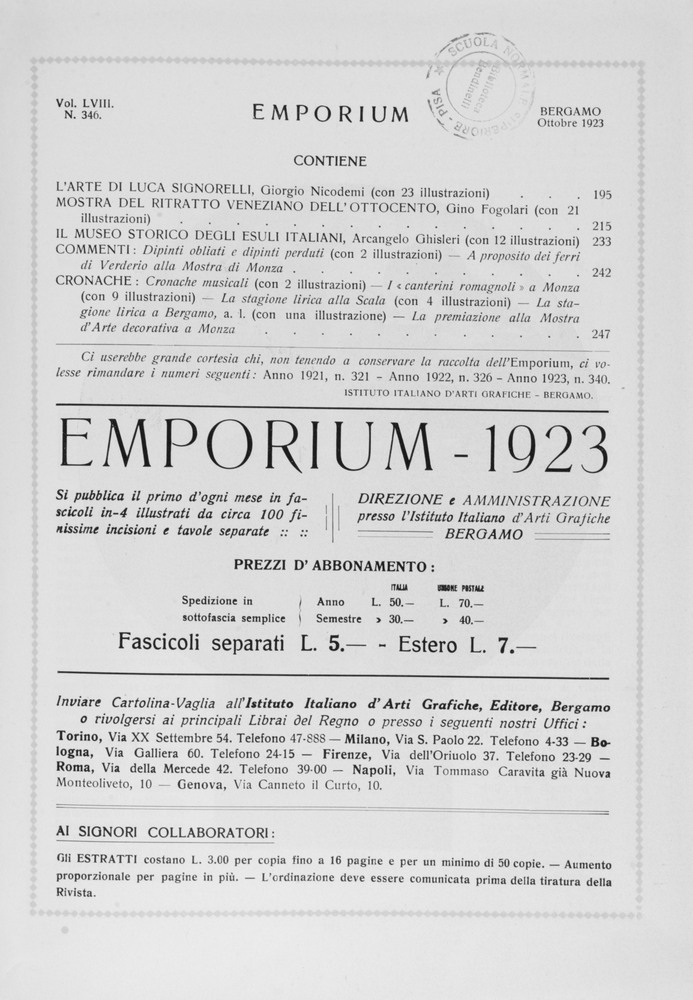 SCUOLA NORMALE SUPERIORE - PISA
Biblioteca
Vol. LVIII.
N. 346.
EMPORIUM
BERGAMO
Ottobre 1923
CONTIENE
L'ARTE DI LUCA SIGNORELLI, Giorgio Nicodemi (con 23 illustrazioni) . . . 195
MOSTRA DEL RITRATTO VENEZIANO DELL'OTTOCENTO, Gino Fogolari (con 21
illustrazioni) . . . . . . . . . . . . . 215
IL MUSEO STORICO DEGLI ESULI ITALIANI, Arcangelo Ghisleri (con 12 illustrazioni) 233
COMMENTI: Dipinti obliati e dipinti perduti (con 2 illustrazioni) — A proposito dei ferri
di Verderio alla Mostra di Monza . . . . . . . . . . 242
CRONACHE: Cronache musicali (con 2 illustrazioni) — I « canterini romagnoli » a Monza
(con 9 illustrazioni) — La stagione lirica alla Scala (con 4 illustrazioni) — La sta-
gione lirica a Bergamo, a. l. (con una illustrazione) — La premiazione alla Mostra
d'Arte decorativa a Monza . . . . . . . . . . . . 247
Ci userebbe grande cortesia chi, non tenendo a conservare la raccolta dell'Emporium, ci vo-
lesse rimandare i numeri seguenti: Anno 1921, n. 321 - Anno 1922, n. 326 - Anno 1923, n. 340.
ISTITUTO ITALIANO D'ARTI GRAFICHE - BERGAMO.
EMPORIUM - 1923
Si pubblica il primo d'ogni mese in fa-
scicoli in-4 illustrati da circa 100 fi-
nissime incisioni e tavole separate :: ::
DIREZIONE e AMMINISTRAZIONE
presso l'Istituto Italiano d'Arti Grafiche
BERGAMO
PREZZI D'ABBONAMENTO:
ITALIA UNIONE POSTALE
Spedizione in Anno L. 50.— L. 70.—
sottofascia semplice Semestre » 30.— » 40.—
Fascicoli separati L. 5.— - Estero L. 7.—
Inviare Cartolina-Vaglia all'Istituto Italiano d'Arti Grafiche, Editore, Bergamo
o rivolgersi ai principali Librai del Regno o presso i seguenti nostri Uffici:
Torino, Via XX Settembre 54. Telefono 47-888 — Milano, Via S. Paolo 22. Telefono 4-33 — Bo-
logna, Via Galliera 60. Telefono 24-15 — Firenze, Via dell'Oriuolo 37. Telefono 23-29 —
Roma, Via della Mercede 42. Telefono 39-00 — Napoli, Via Tommaso Caravita già Nuova
Monteoliveto, 10 — Genova, Via Canneto il Curto, 10.
AI SIGNORI COLLABORATORI:
Gli ESTRATTI costano L. 3.00 per copia fino a 16 pagine e per un minimo di 50 copie. — Aumento
proporzionale per pagine in più. — L'ordinazione deve essere comunicata prima della tiratura della
Rivista.